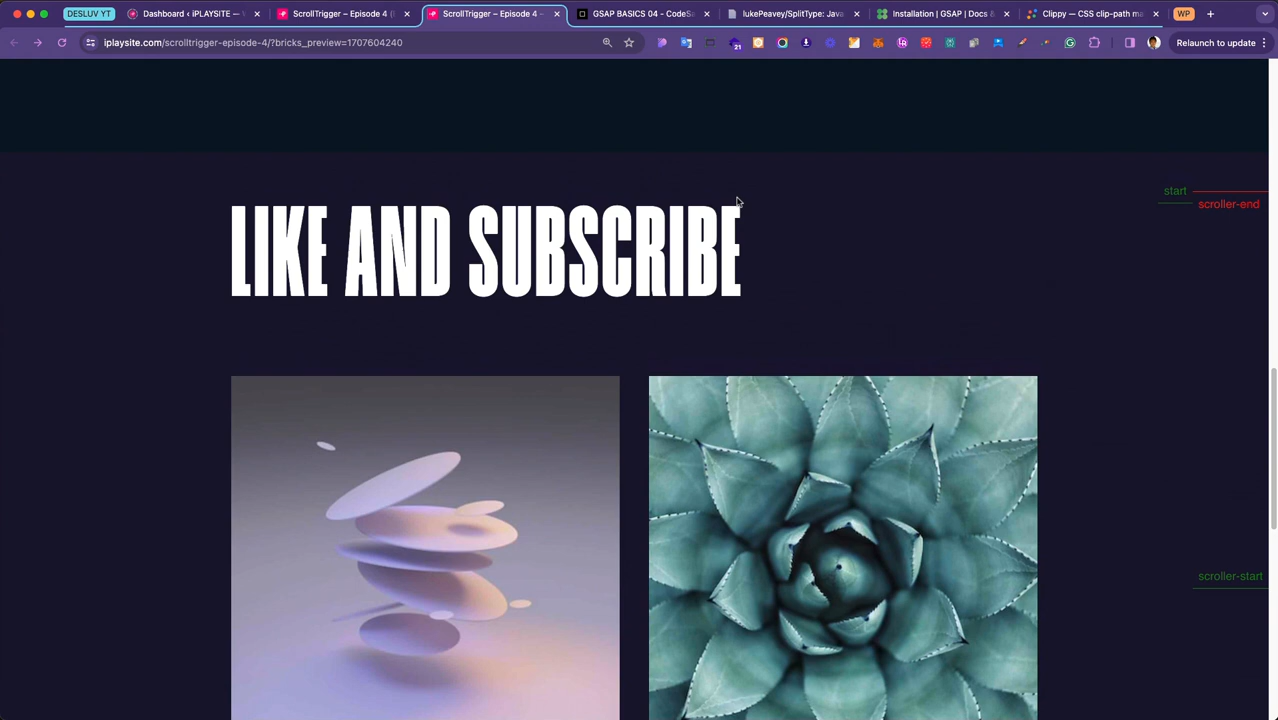 DESLUV YT
Dashboard ‹ iPLAYSITE —
ScrollTrigger – Episode 4 (
ScrollTrigger – Episode 4 –
GSAP BASICS 04 - CodeSa
lukePeavey/SplitType: Java
Installation | GSAP | Docs &
Clippy — CSS clip-path ma
WP
iplaysite.com/scrolltrigger-episode-4/?bricks_preview=1707604240
21
Relaunch to update
start
scroller-end
LIKE AND SUBSCRIBE
scroller-start